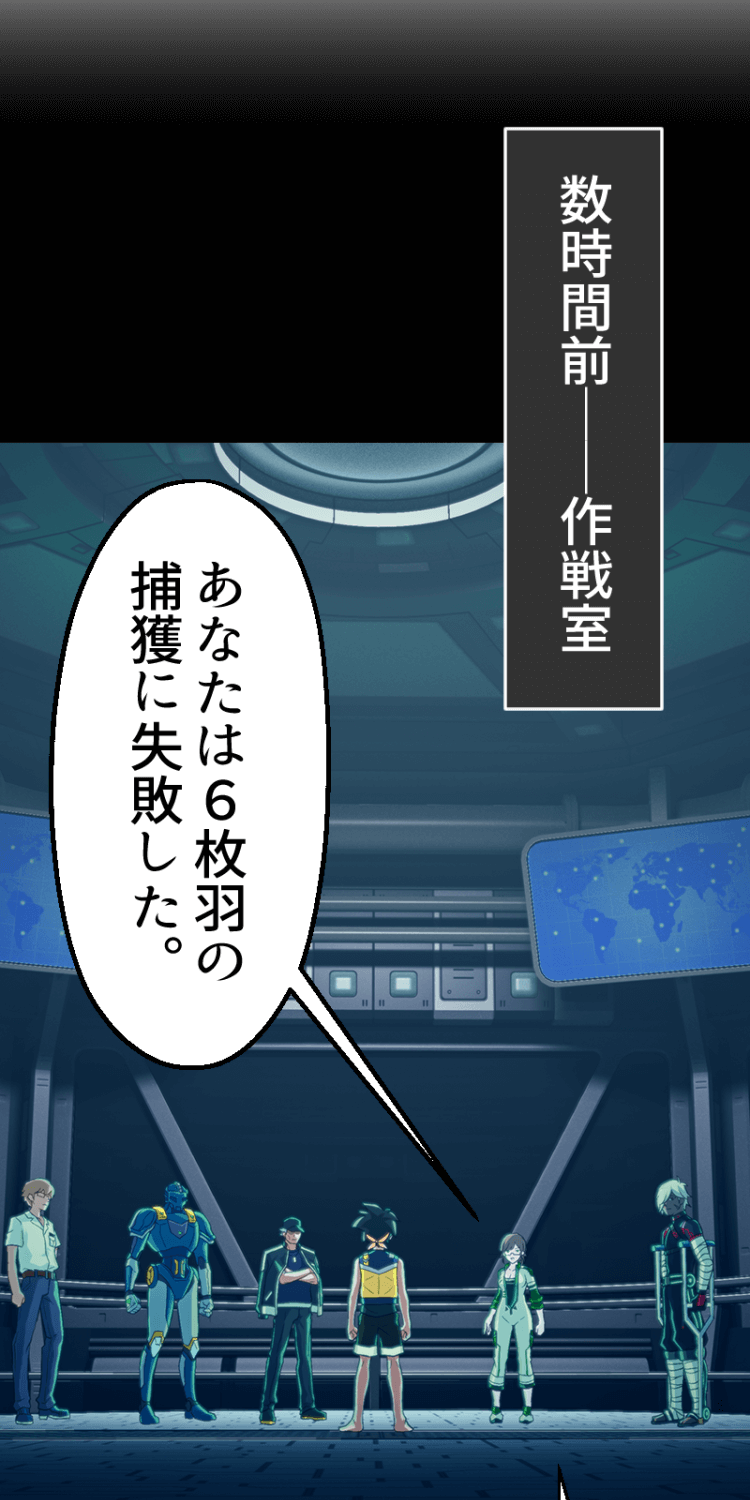 数時間前――作戦室
あなたは６枚羽の
捕獲に失敗した。